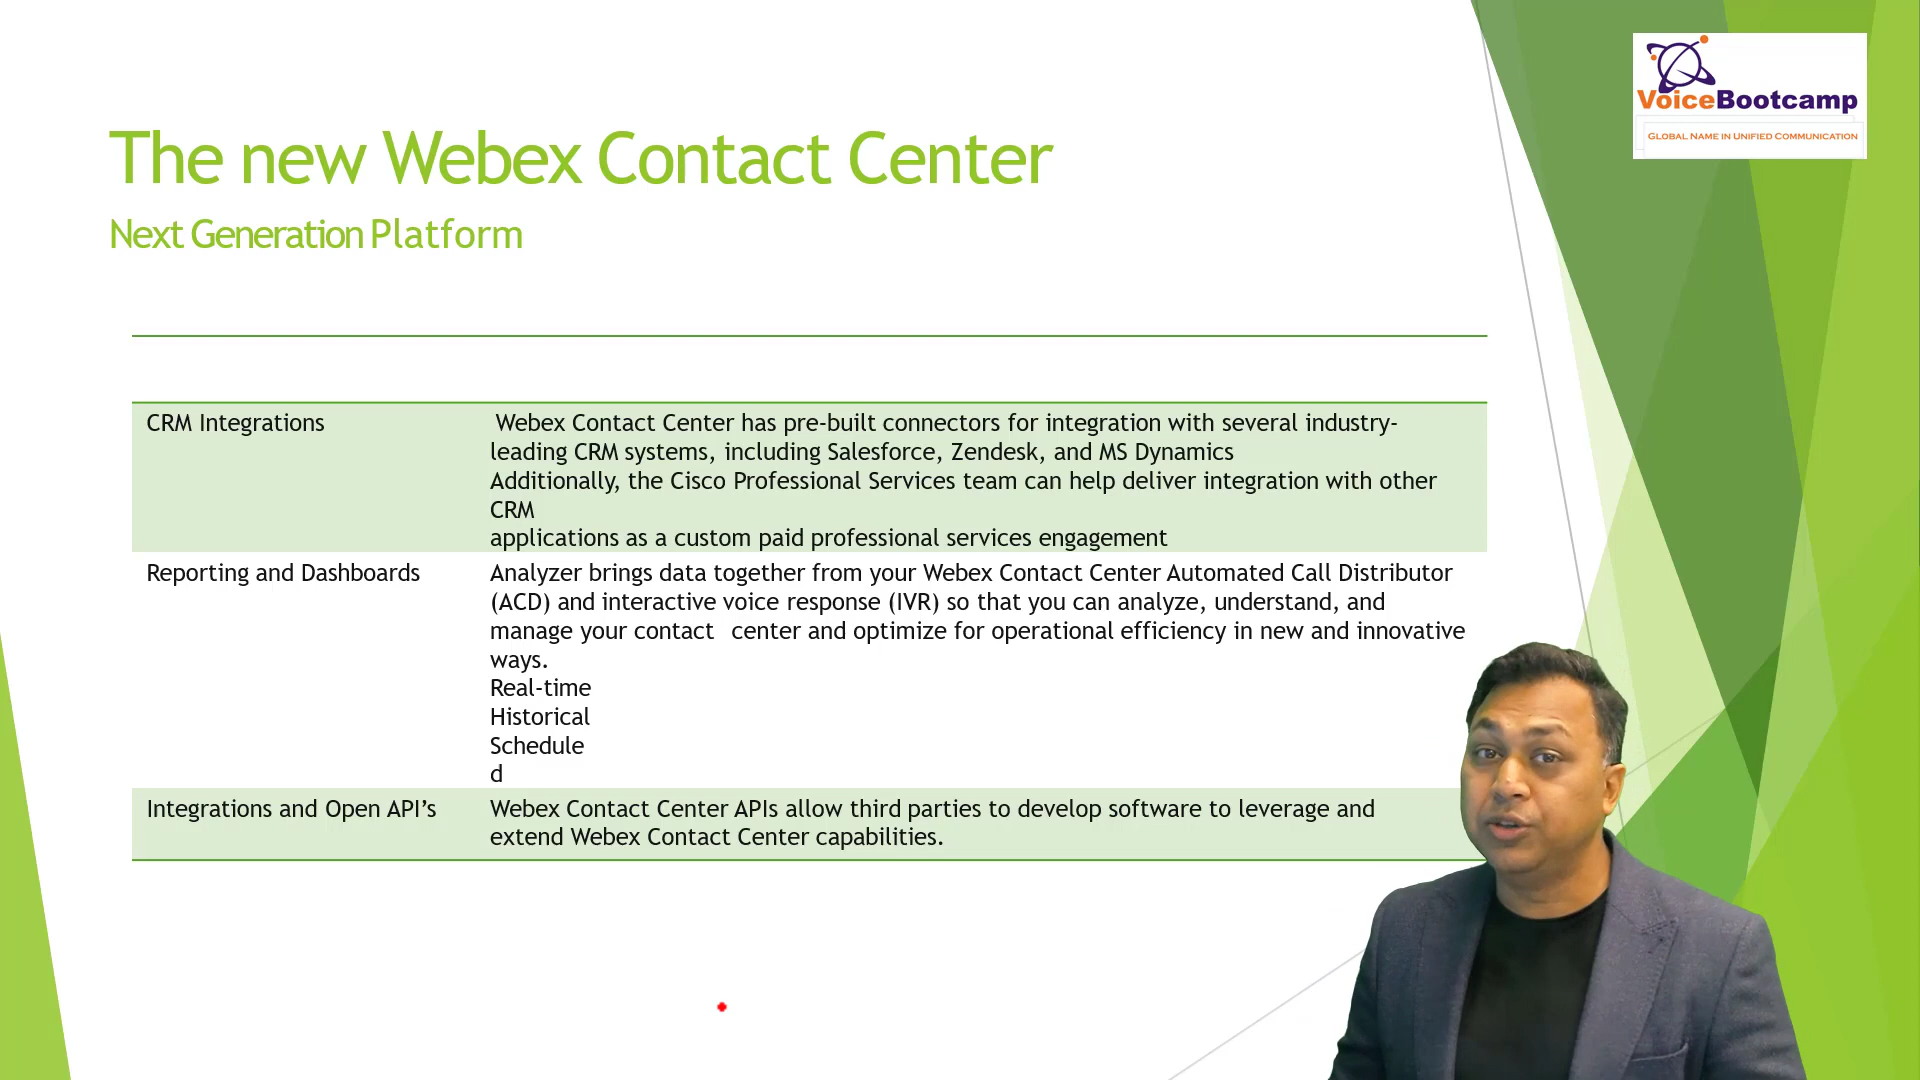 VoiceBootcamp
GLOBAL NAME IN UNIFIED COMMUNICATION
The new Webex Contact Center
Next Generation Platform
CRM Integrations
Webex Contact Center has pre-built connectors for integration with several industry-
leading CRM systems, including Salesforce, Zendesk, and MS Dynamics
Additionally, the Cisco Professional Services team can help deliver integration with other
CRM
applications as a custom paid professional services engagement
Reporting and Dashboards
Analyzer brings data together from your Webex Contact Center Automated Call Distributor
(ACD) and interactive voice response (IVR) so that you can analyze, understand, and
manage your contact center and optimize for operational efficiency in new and innovative
ways.
Real-time
Historical
Schedule
d
Integrations and Open API’s
Webex Contact Center APIs allow third parties to develop software to leverage and
extend Webex Contact Center capabilities.